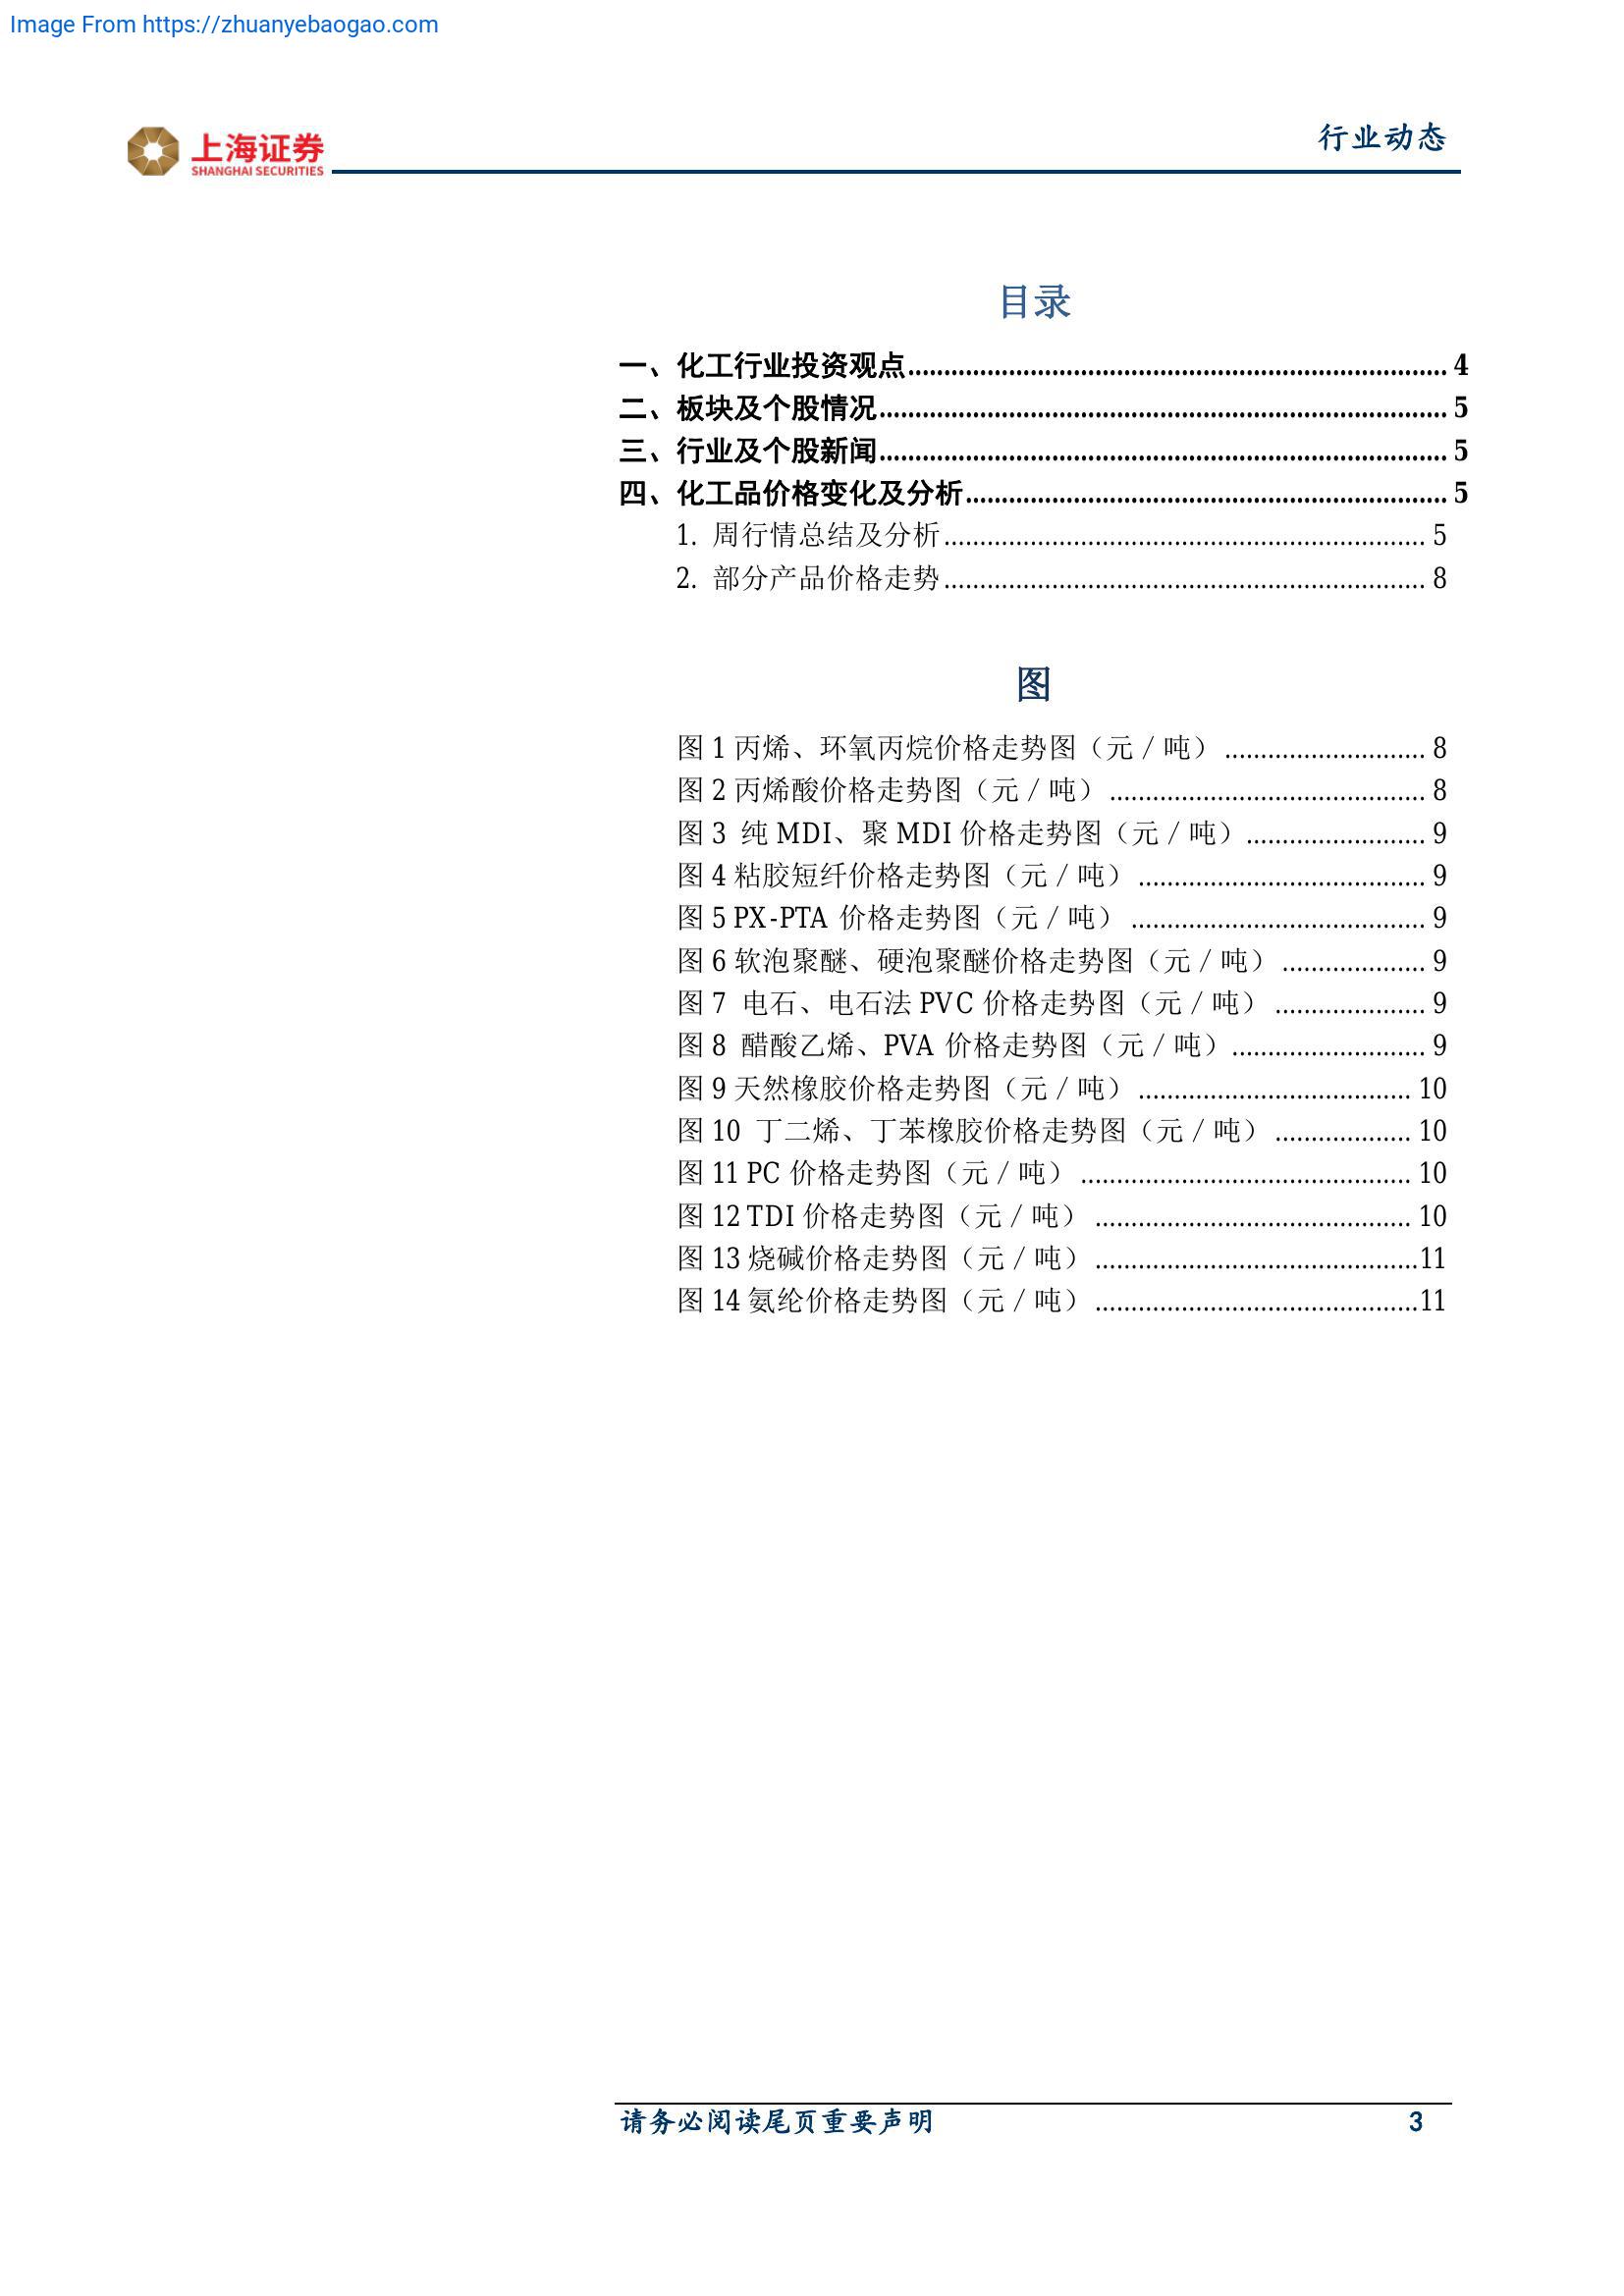 Image From https://zhuanyebaogao.com
上海证券
SHANGHAI SECURITIES
行业动态
目录
一、化工行业投资观点........................................................................... 4
二、板块及个股情况............................................................................... 5
三、行业及个股新闻............................................................................... 5
四、化工品价格变化及分析................................................................... 5
1. 周行情总结及分析................................................................... 5
2. 部分产品价格走势................................................................... 8
图
图 1 丙烯、环氧丙烷价格走势图（元／吨）............................ 8
图 2 丙烯酸价格走势图（元／吨）............................................ 8
图 3 纯 MDI、聚 MDI 价格走势图（元／吨）......................... 9
图 4 粘胶短纤价格走势图（元／吨）........................................ 9
图 5 PX-PTA 价格走势图（元／吨）......................................... 9
图 6 软泡聚醚、硬泡聚醚价格走势图（元／吨）.................... 9
图 7 电石、电石法 PVC 价格走势图（元／吨）..................... 9
图 8 醋酸乙烯、PVA 价格走势图（元／吨）........................... 9
图 9 天然橡胶价格走势图（元／吨）...................................... 10
图 10 丁二烯、丁苯橡胶价格走势图（元／吨）................... 10
图 11 PC 价格走势图（元／吨）.............................................. 10
图 12 TDI 价格走势图（元／吨）............................................ 10
图 13 烧碱价格走势图（元／吨）.............................................11
图 14 氨纶价格走势图（元／吨）.............................................11
请务必阅读尾页重要声明 3